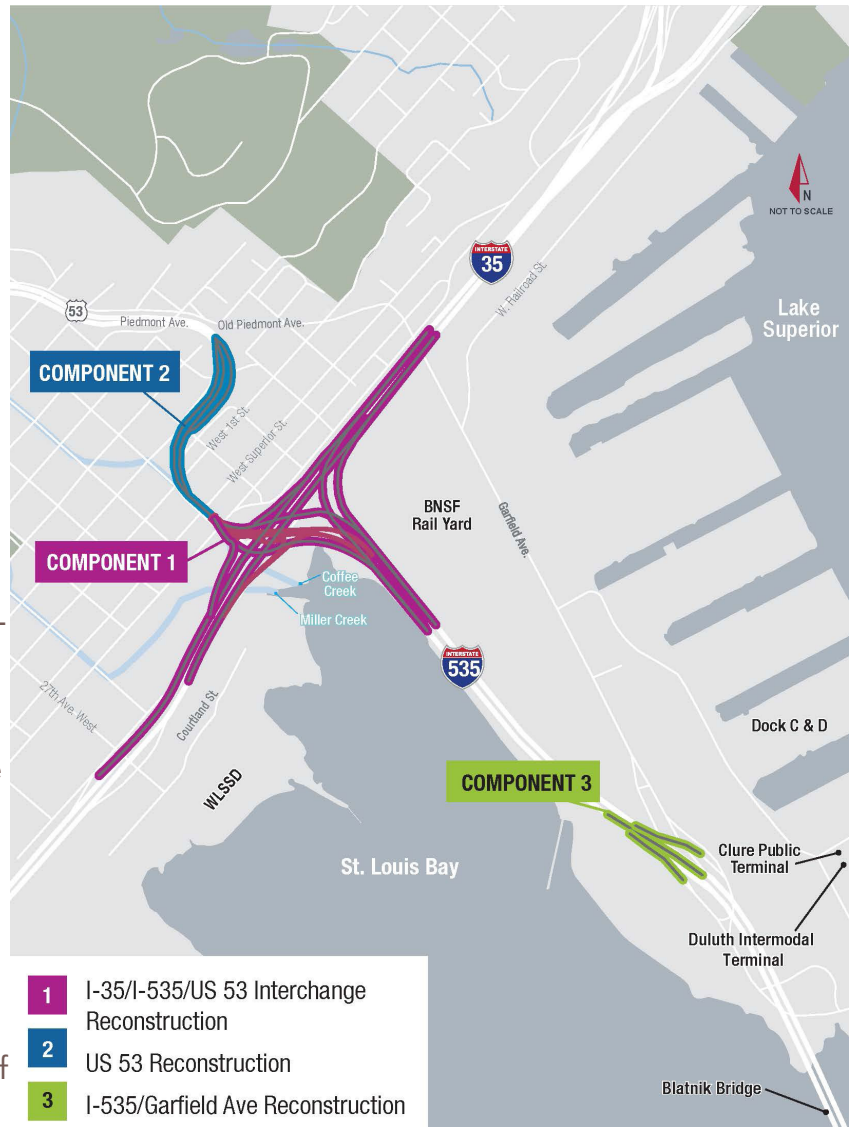 N
NOT TO SCALE
INTERSTATE
35
W. Railroad St.
Lake
Superior
53
Piedmont Ave.
Old Piedmont Ave.
COMPONENT 2
West 1st St.
West Superior St.
BNSF
Rail Yard
Garfield Ave.
COMPONENT 1
Coffee
Creek
Miller Creek
INTERSTATE
535
27th Ave. West
Courtland St.
Dock C & D
WLSSD
COMPONENT 3
Clure Public
Terminal
St. Louis Bay
Duluth Intermodal
Terminal
1 I-35/I-535/US 53 Interchange
Reconstruction
2 US 53 Reconstruction
3 I-535/Garfield Ave Reconstruction
Blatnik Bridge